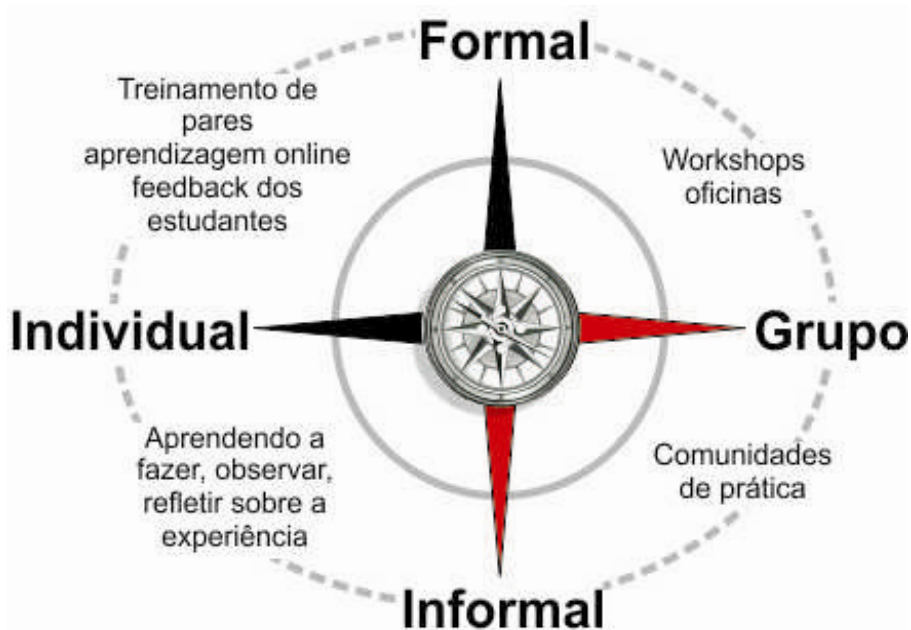 Formal
Treinamento de
pares
aprendizagem online
feedback dos
estudantes
Workshops
oficinas
Individual
Grupo
Aprendendo a
fazer, observar,
refletir sobre a
experiência
Comunidades
de prática
Informal